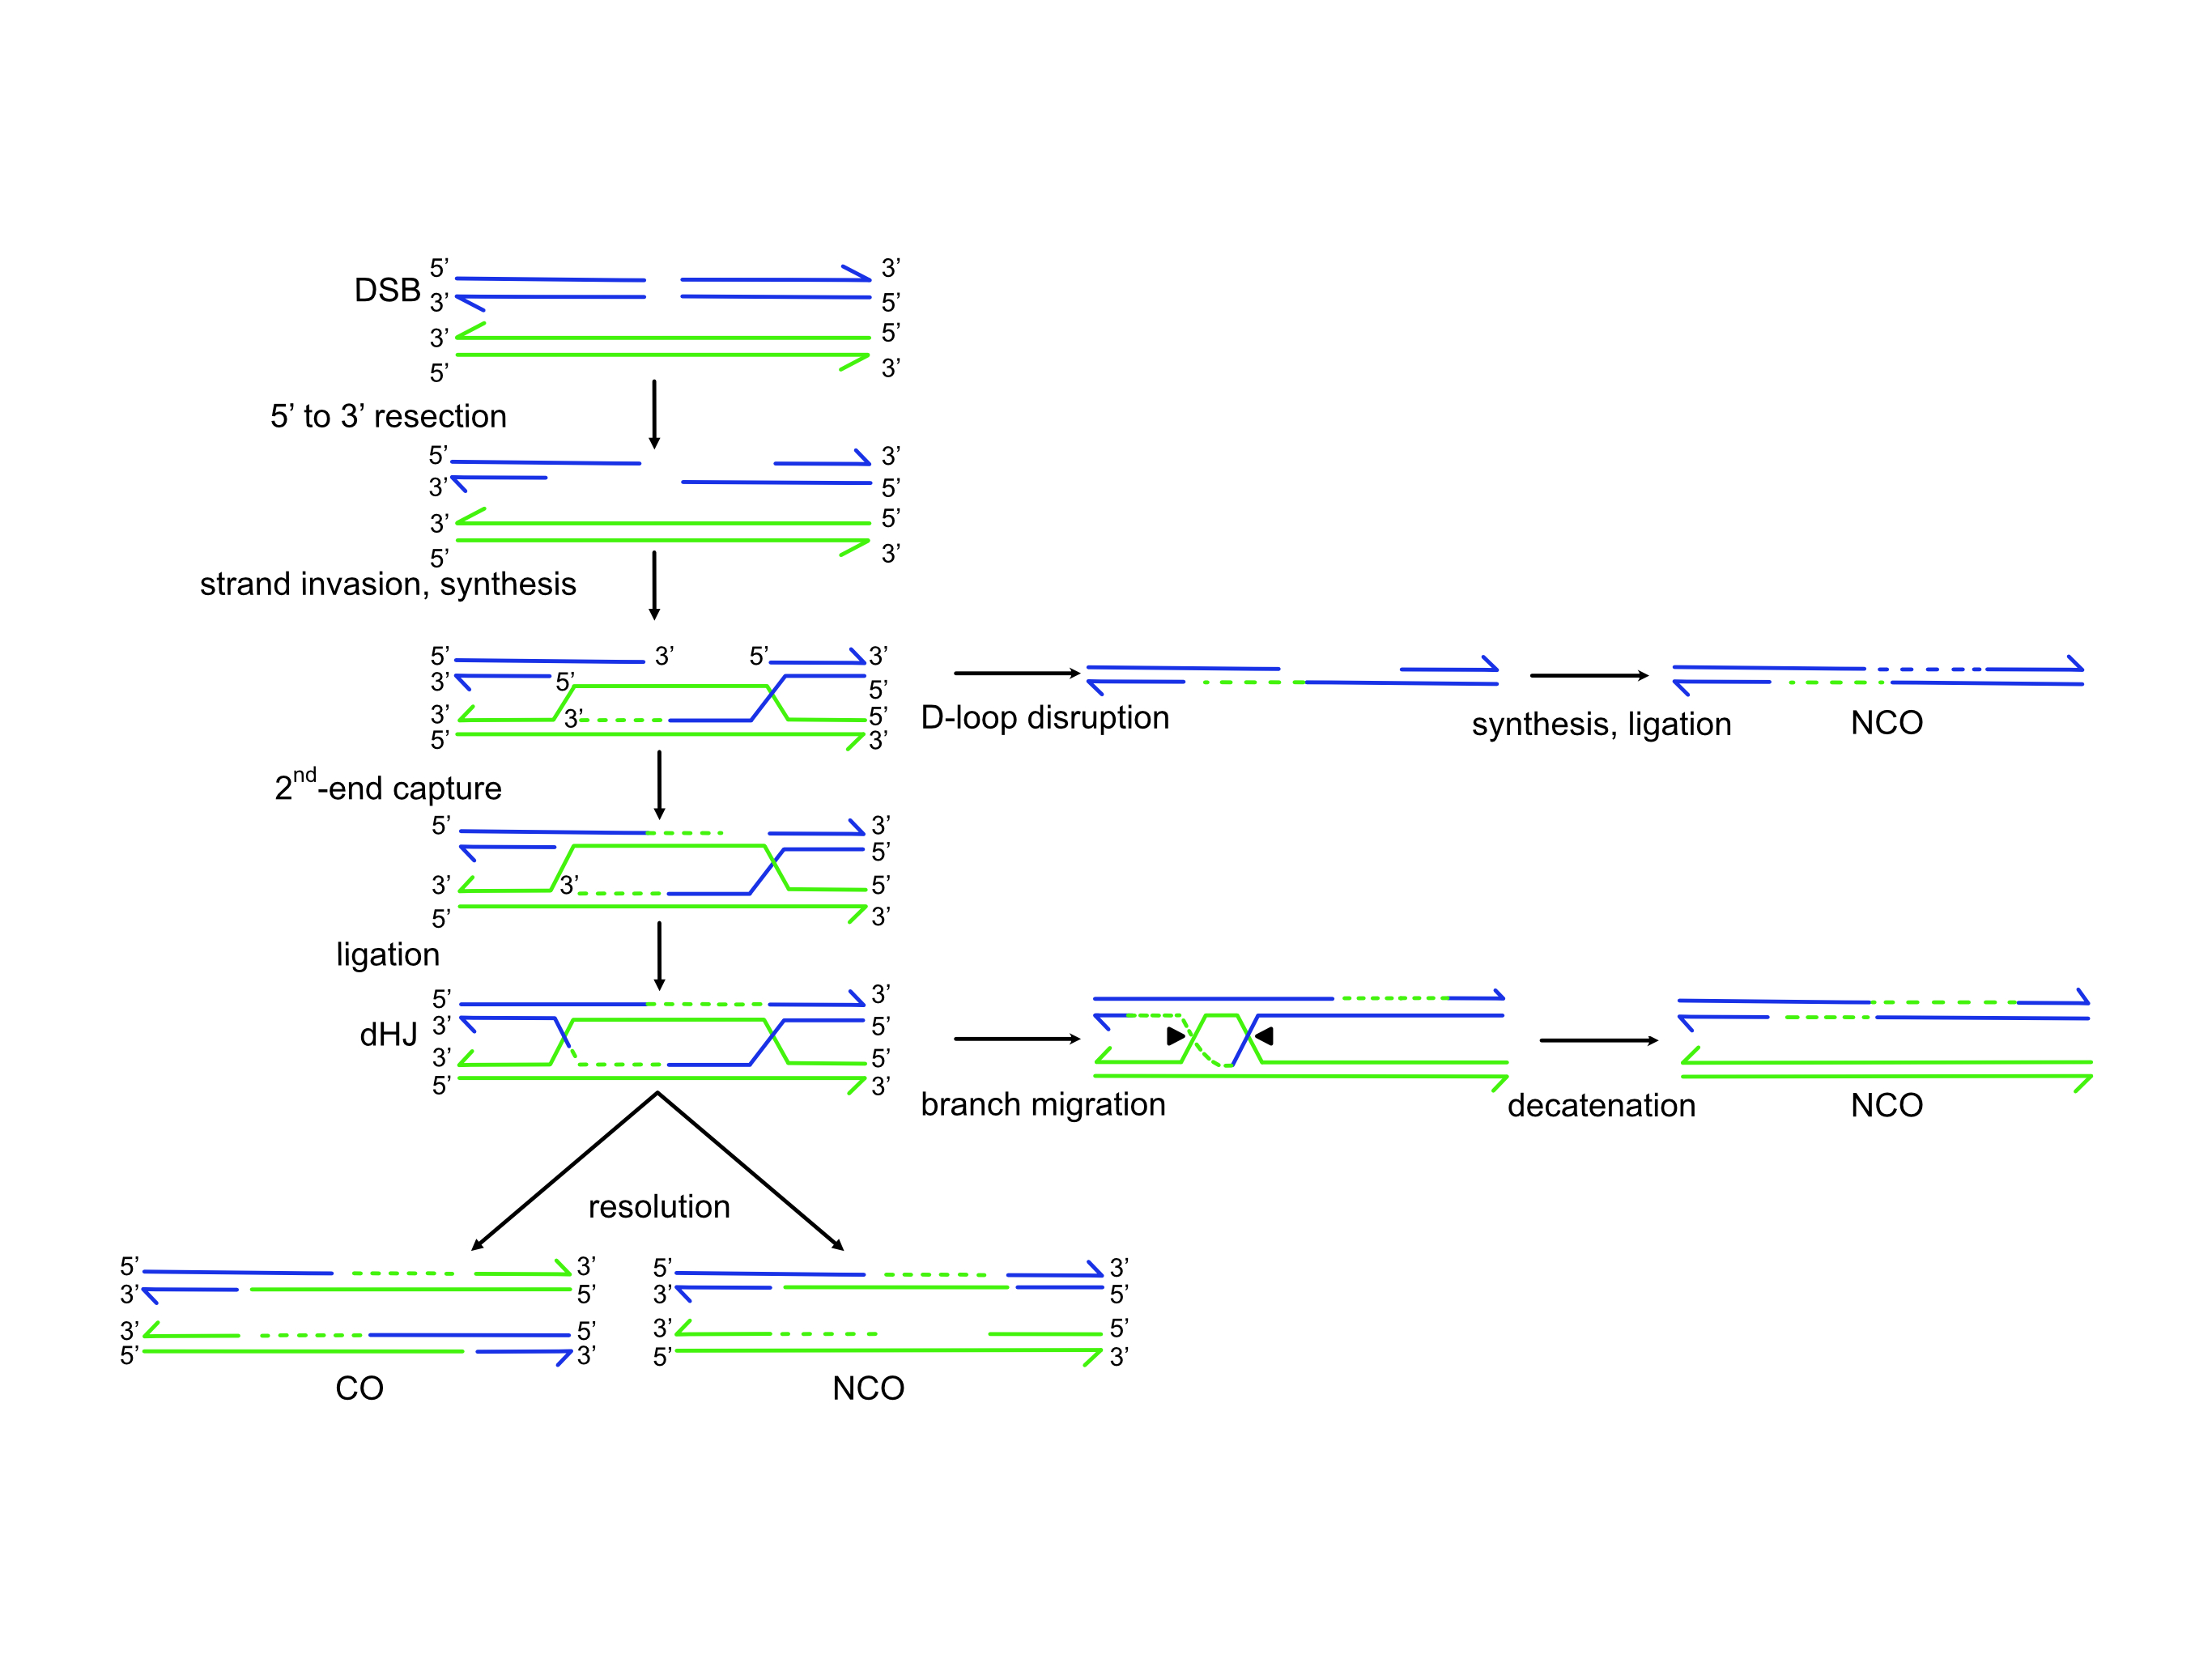 5’ 3’
DSB 3’ 5’
3’ 5’
5’ 3’
5’ to 3’ resection
5’ 3’
3’ 5’
3’ 5’
5’ 3’
strand invasion, synthesis
5’ 3’ 5’ 3’
3’ 5’ 5’
3’ 3’ 5’
5’ 3’
D-loop disruption
synthesis, ligation
NCO
2nd-end capture
5’ 3’
5’
3’ 3’ 5’
5’ 3’
ligation
5’ 3’
dHJ 3’ 5’
3’ 5’
5’ 3’
branch migration
decatenation
NCO
resolution
5’ 3’ 5’ 3’
3’ 5’ 3’ 5’
3’ 5’ 3’ 5’
5’ 3’ 5’ 3’
CO NCO